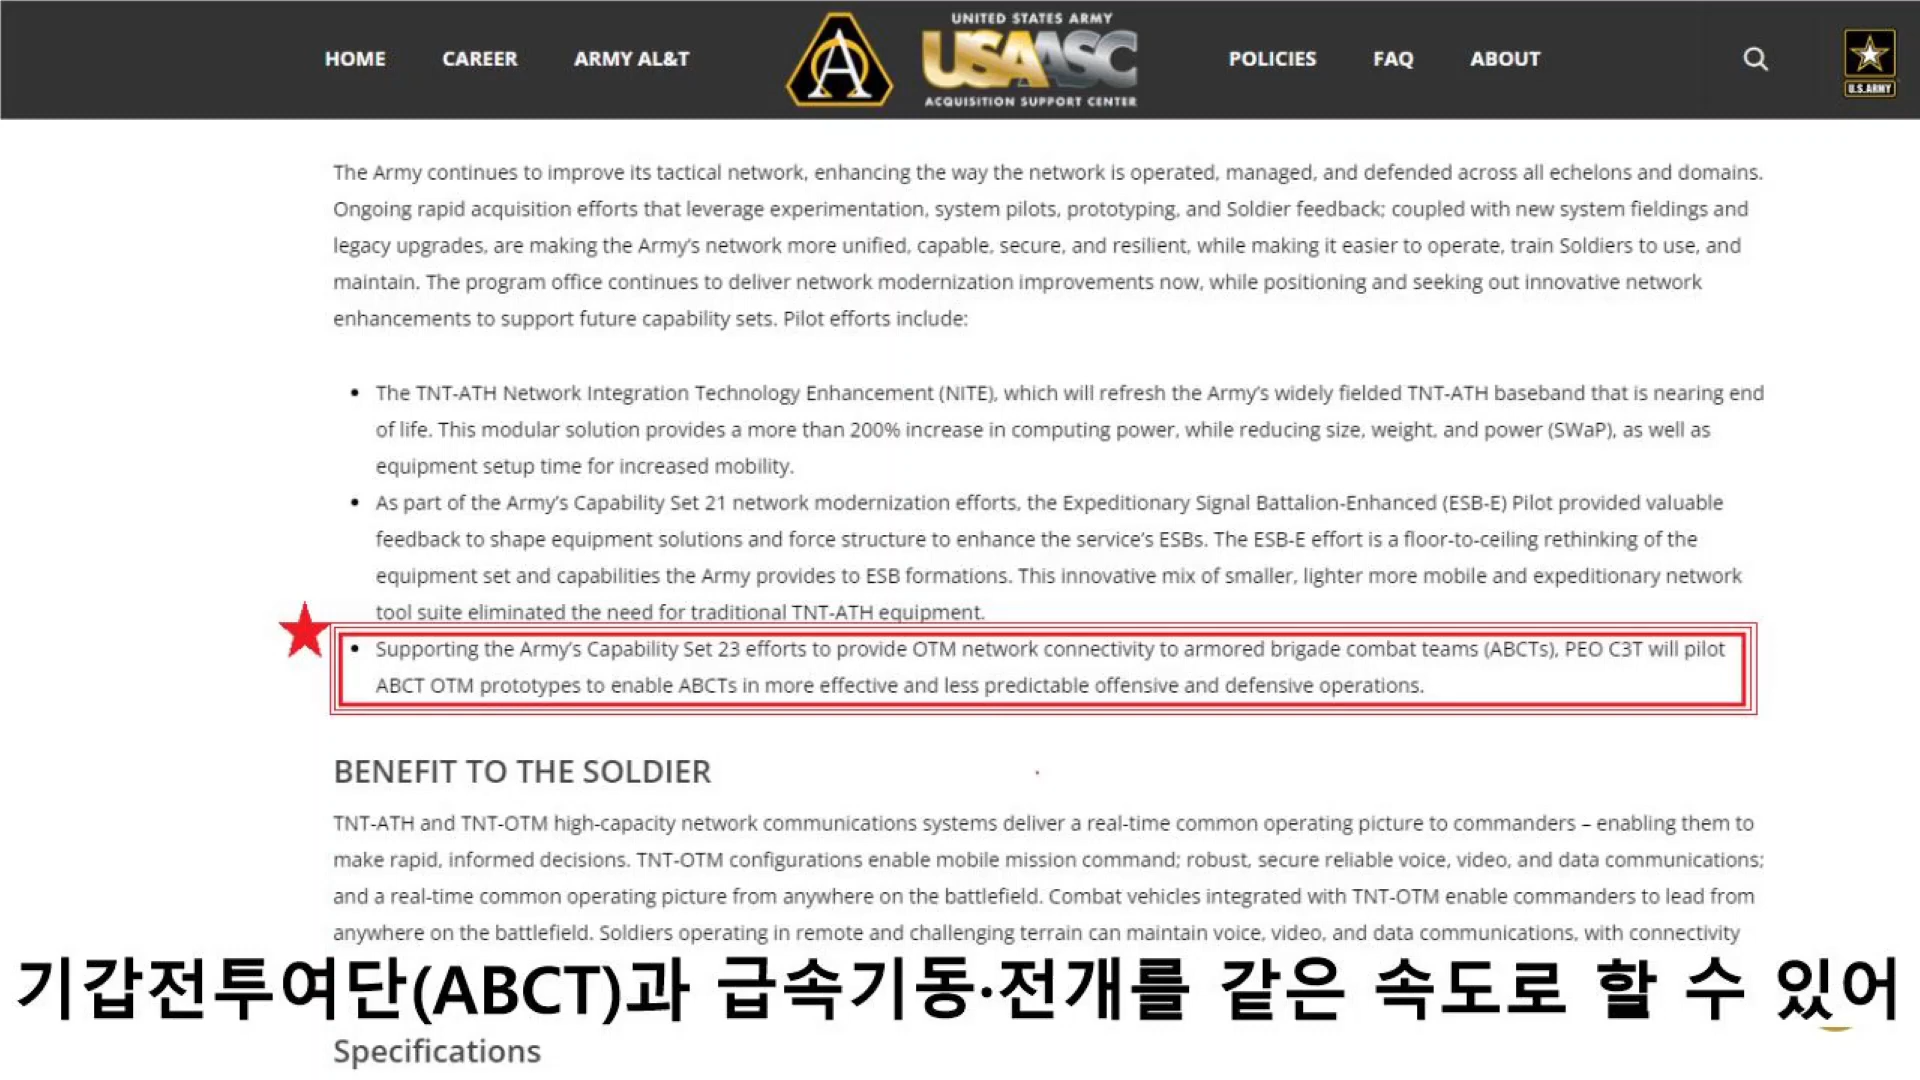 HOME CAREER ARMY AL&T UNITED STATES ARMY USAASC ACQUISITION SUPPORT CENTER POLICIES FAQ ABOUT U.S.ARMY
The Army continues to improve its tactical network, enhancing the way the network is operated, managed, and defended across all echelons and domains.
Ongoing rapid acquisition efforts that leverage experimentation, system pilots, prototyping, and Soldier feedback; coupled with new system fieldings and
legacy upgrades, are making the Army's network more unified, capable, secure, and resilient, while making it easier to operate, train Soldiers to use, and
maintain. The program office continues to deliver network modernization improvements now, while positioning and seeking out innovative network
enhancements to support future capability sets. Pilot efforts include:
• The TNT-ATH Network Integration Technology Enhancement (NITE), which will refresh the Army's widely fielded TNT-ATH baseband that is nearing end
of life. This modular solution provides a more than 200% increase in computing power, while reducing size, weight, and power (SWaP), as well as
equipment setup time for increased mobility.
• As part of the Army's Capability Set 21 network modernization efforts, the Expeditionary Signal Battalion-Enhanced (ESB-E) Pilot provided valuable
feedback to shape equipment solutions and force structure to enhance the service's ESBs. The ESB-E effort is a floor-to-ceiling rethinking of the
equipment set and capabilities the Army provides to ESB formations. This innovative mix of smaller, lighter more mobile and expeditionary network
tool suite eliminated the need for traditional TNT-ATH equipment.
• Supporting the Army's Capability Set 23 efforts to provide OTM network connectivity to armored brigade combat teams (ABCTs), PEO C3T will pilot
ABCT OTM prototypes to enable ABCTs in more effective and less predictable offensive and defensive operations.
BENEFIT TO THE SOLDIER
TNT-ATH and TNT-OTM high-capacity network communications systems deliver a real-time common operating picture to commanders – enabling them to
make rapid, informed decisions. TNT-OTM configurations enable mobile mission command; robust, secure reliable voice, video, and data communications;
and a real-time common operating picture from anywhere on the battlefield. Combat vehicles integrated with TNT-OTM enable commanders to lead from
anywhere on the battlefield. Soldiers operating in remote and challenging terrain can maintain voice, video, and data communications, with connectivity
기갑전투여단(ABCT)과 급속기동·전개를 같은 속도로 할 수 있어
Specifications